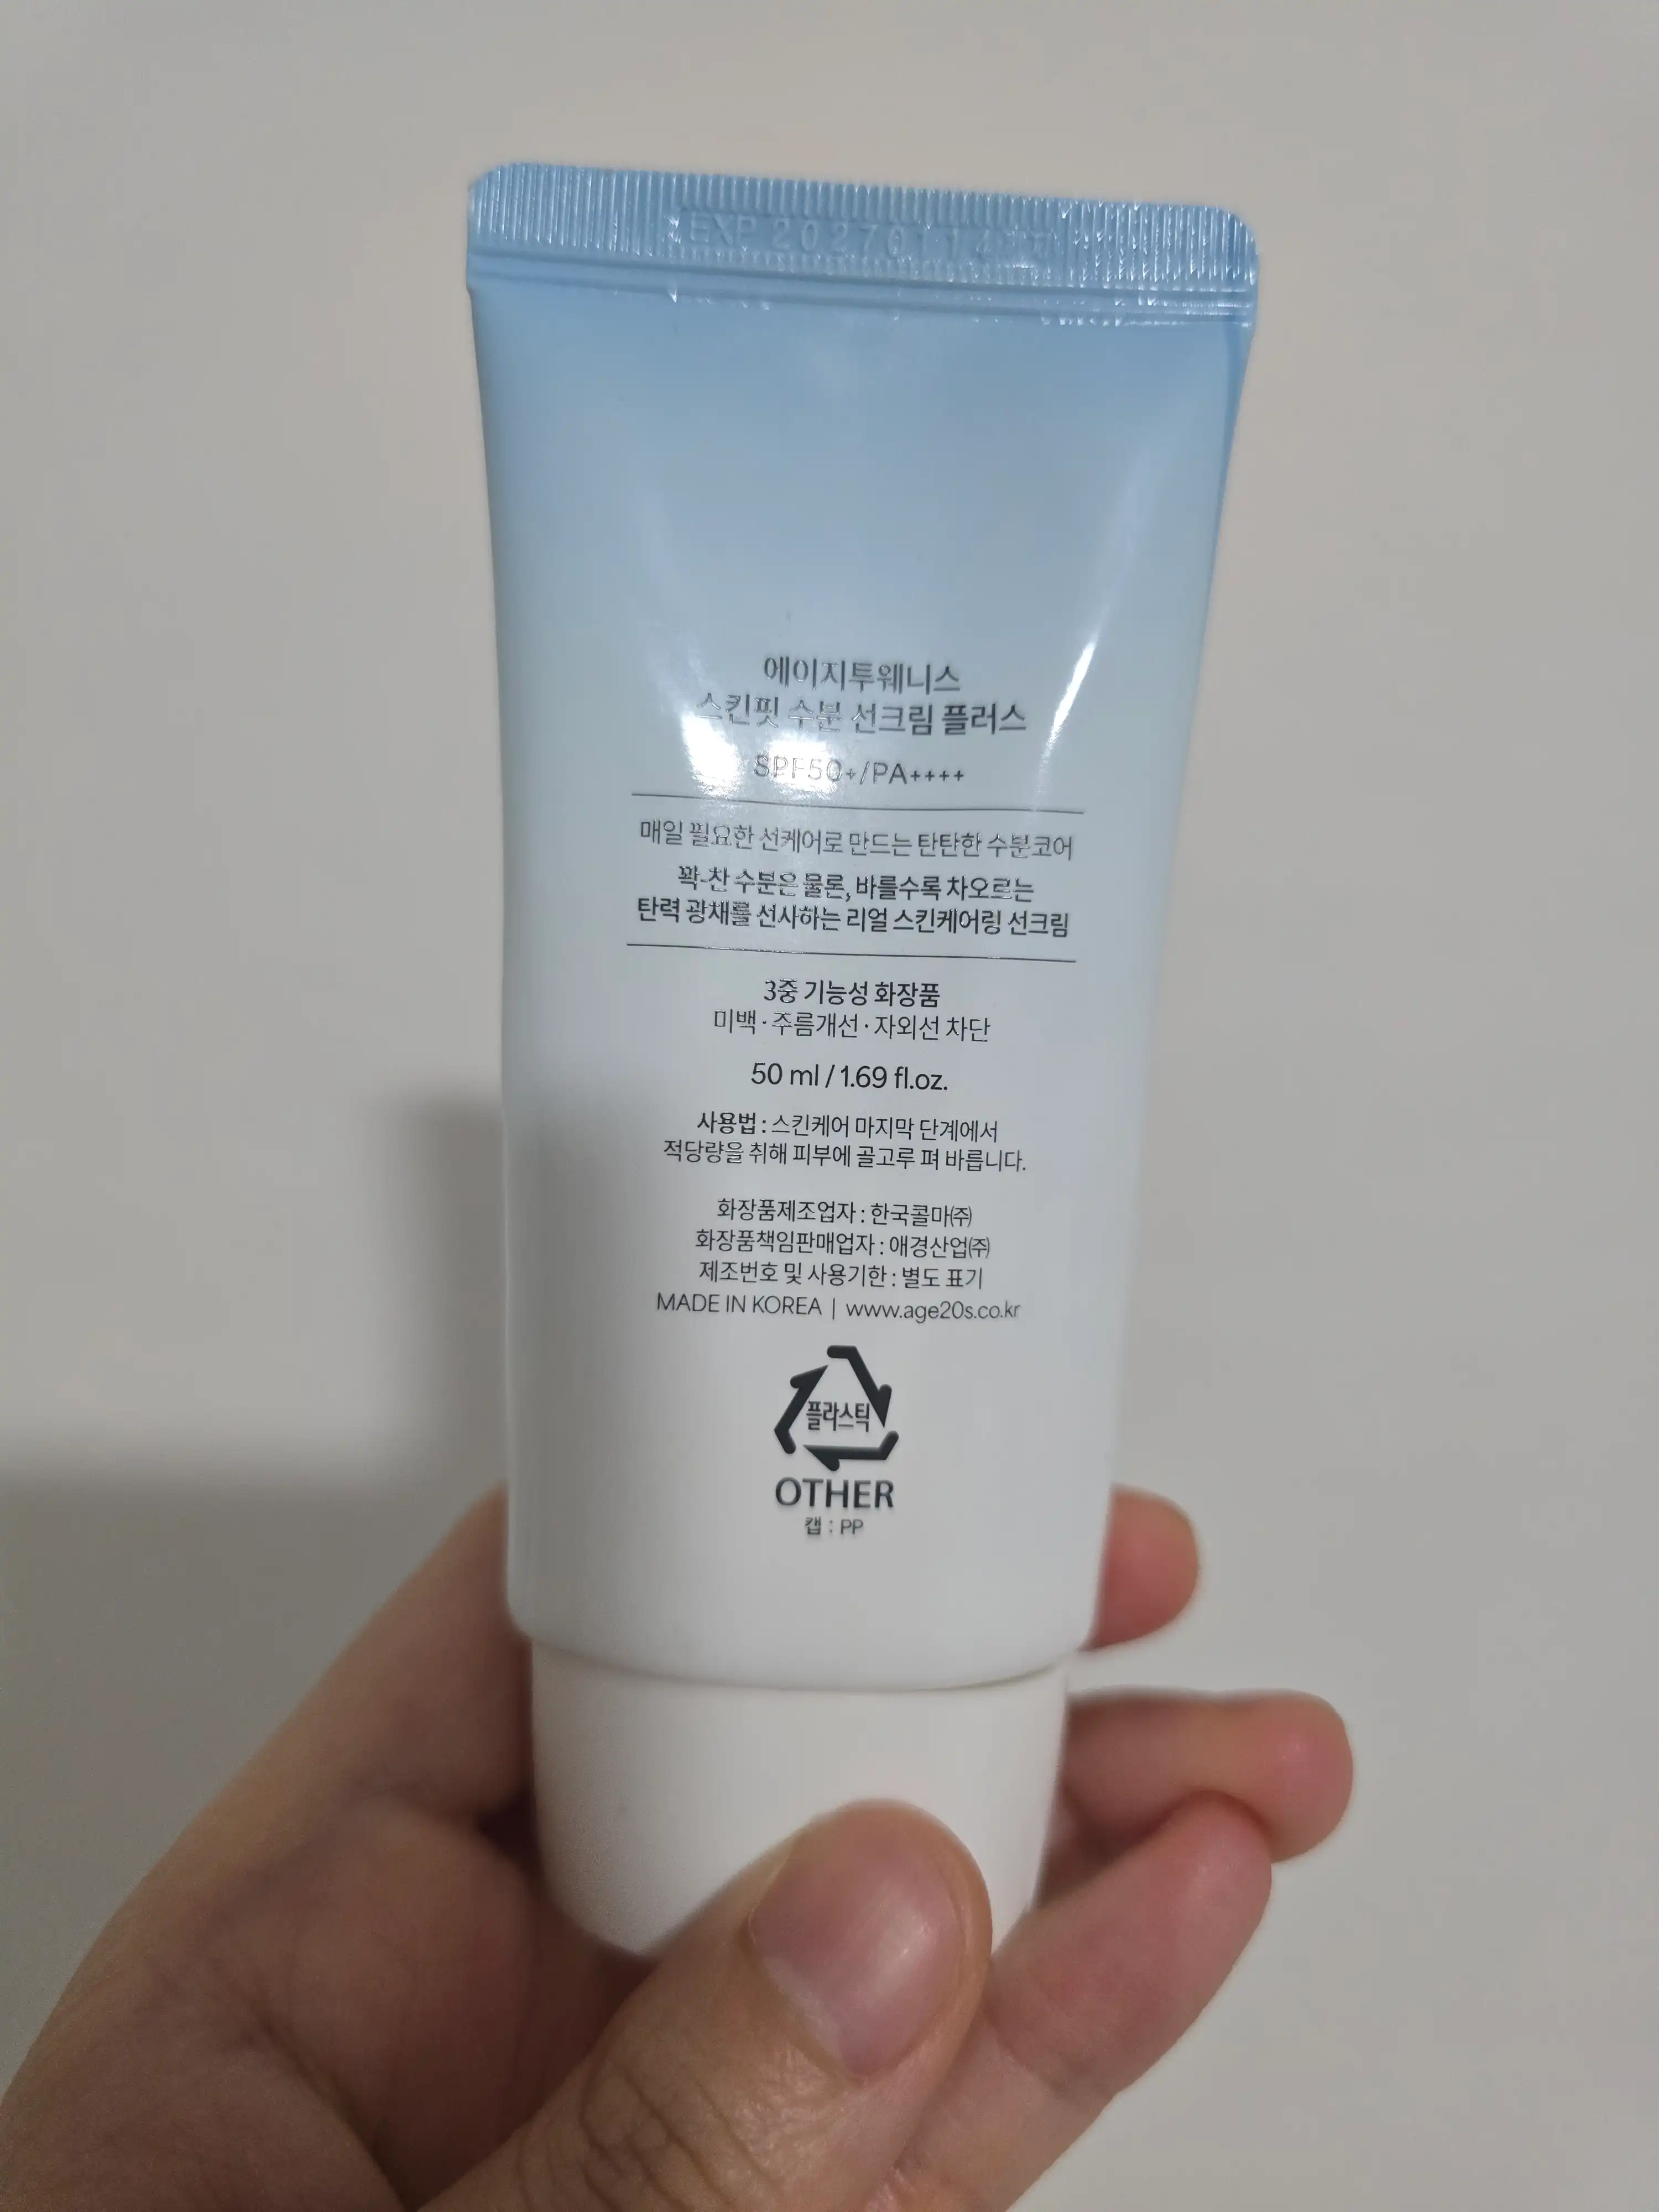 EXP 20270114
에이지투웨니스
스킨핏 수분 선크림 플러스
SPF50+/PA++++
매일 필요한 선케어로 만드는 탄탄한 수분코어
꽉-찬 수분은 물론, 바를수록 차오르는
탄력 광채를 선사하는 리얼 스킨케어링 선크림
3중 기능성 화장품
미백·주름개선·자외선 차단
50 ml / 1.69 fl.oz.
사용법 : 스킨케어 마지막 단계에서
적당량을 취해 피부에 골고루 펴 바릅니다.
화장품제조업자 : 한국콜마㈜
화장품책임판매업자 : 애경산업㈜
제조번호 및 사용기한 : 별도 표기
MADE IN KOREA | www.age20s.co.kr
플라스틱
OTHER
캡 : PP